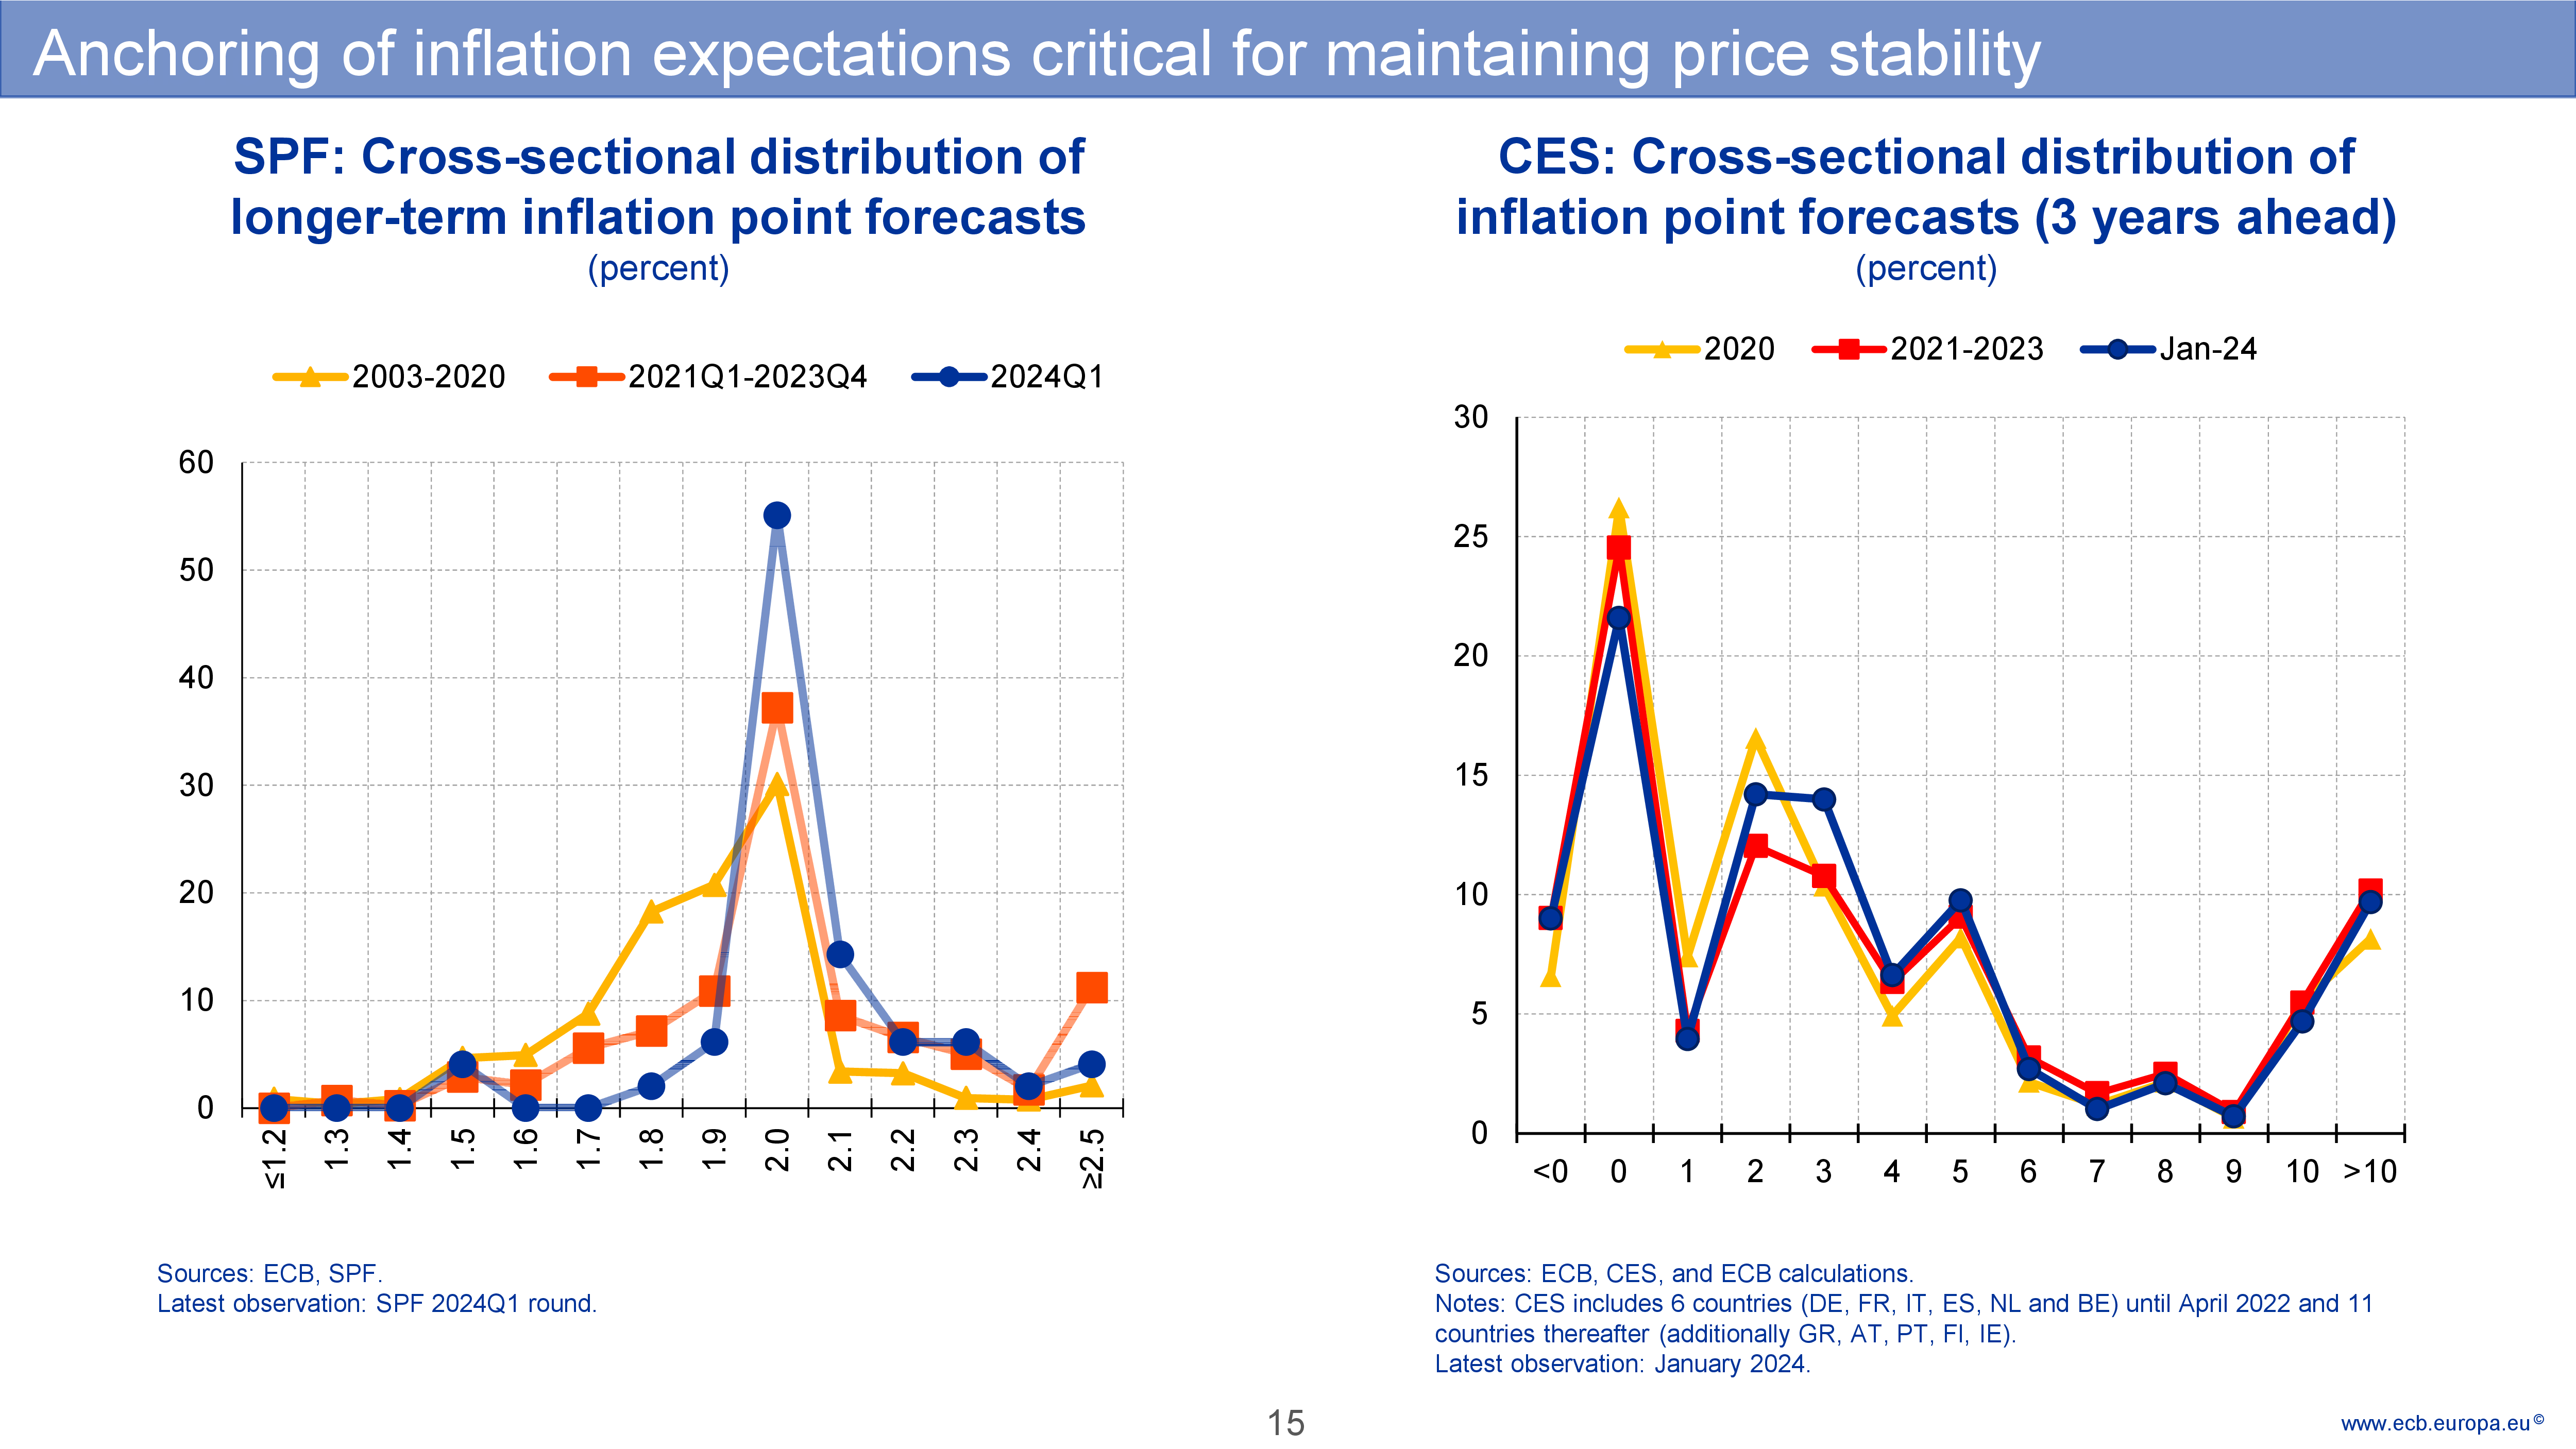 Anchoring of inflation expectations critical for maintaining price stability
SPF: Cross-sectional distribution of
longer-term inflation point forecasts
(percent)
2003-2020 2021Q1-2023Q4 2024Q1
60
50
40
30
20
10
0
≤1.2 1.3 1.4 1.5 1.6 1.7 1.8 1.9 2.0 2.1 2.2 2.3 2.4 ≥2.5
Sources: ECB, SPF.
Latest observation: SPF 2024Q1 round.
CES: Cross-sectional distribution of
inflation point forecasts (3 years ahead)
(percent)
2020 2021-2023 Jan-24
30
25
20
15
10
5
0
<0 0 1 2 3 4 5 6 7 8 9 10 >10
Sources: ECB, CES, and ECB calculations.
Notes: CES includes 6 countries (DE, FR, IT, ES, NL and BE) until April 2022 and 11
countries thereafter (additionally GR, AT, PT, FI, IE).
Latest observation: January 2024.
15
www.ecb.europa.eu©